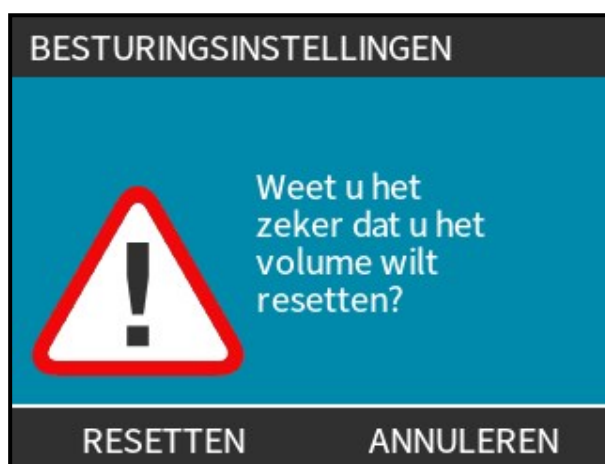 BESTURINGSINSTELLINGEN
Weet u het
zeker dat u het
volume wilt
resetten?
RESETTEN ANNULEREN